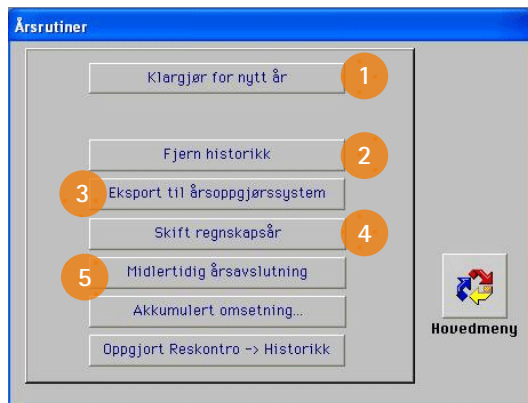 Årsrutiner
Klargjør for nytt år
1
Fjern historikk
2
3
Eksport til årsoppgjørssystem
Skift regnskapsår
4
5
Midlertidig årsavslutning
Akkumulert omsetning...
Oppgjort Reskontro -> Historikk
Hovedmeny